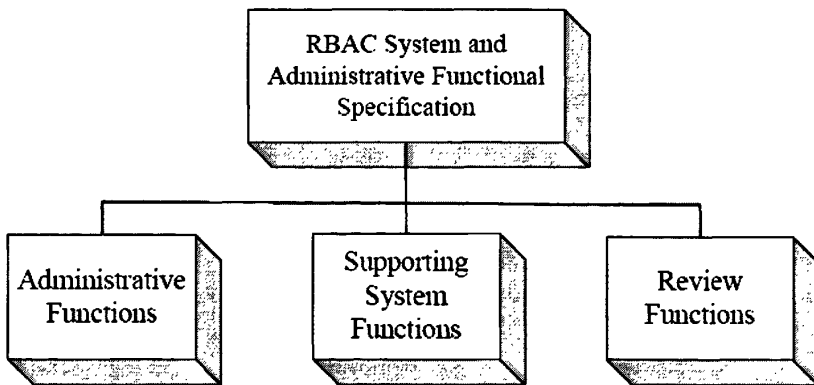 RBAC System and
Administrative Functional
Specification
Administrative
Functions
Supporting
System
Functions
Review
Functions